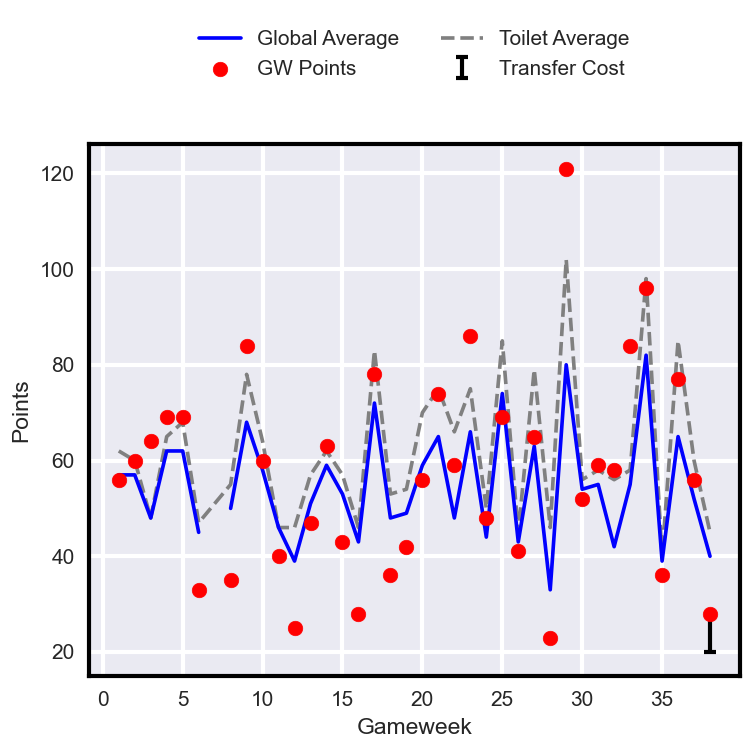 Global Average
Toilet Average
GW Points
Transfer Cost
120
100
80
60
40
20
Points
0 5 10 15 20 25 30 35
Gameweek